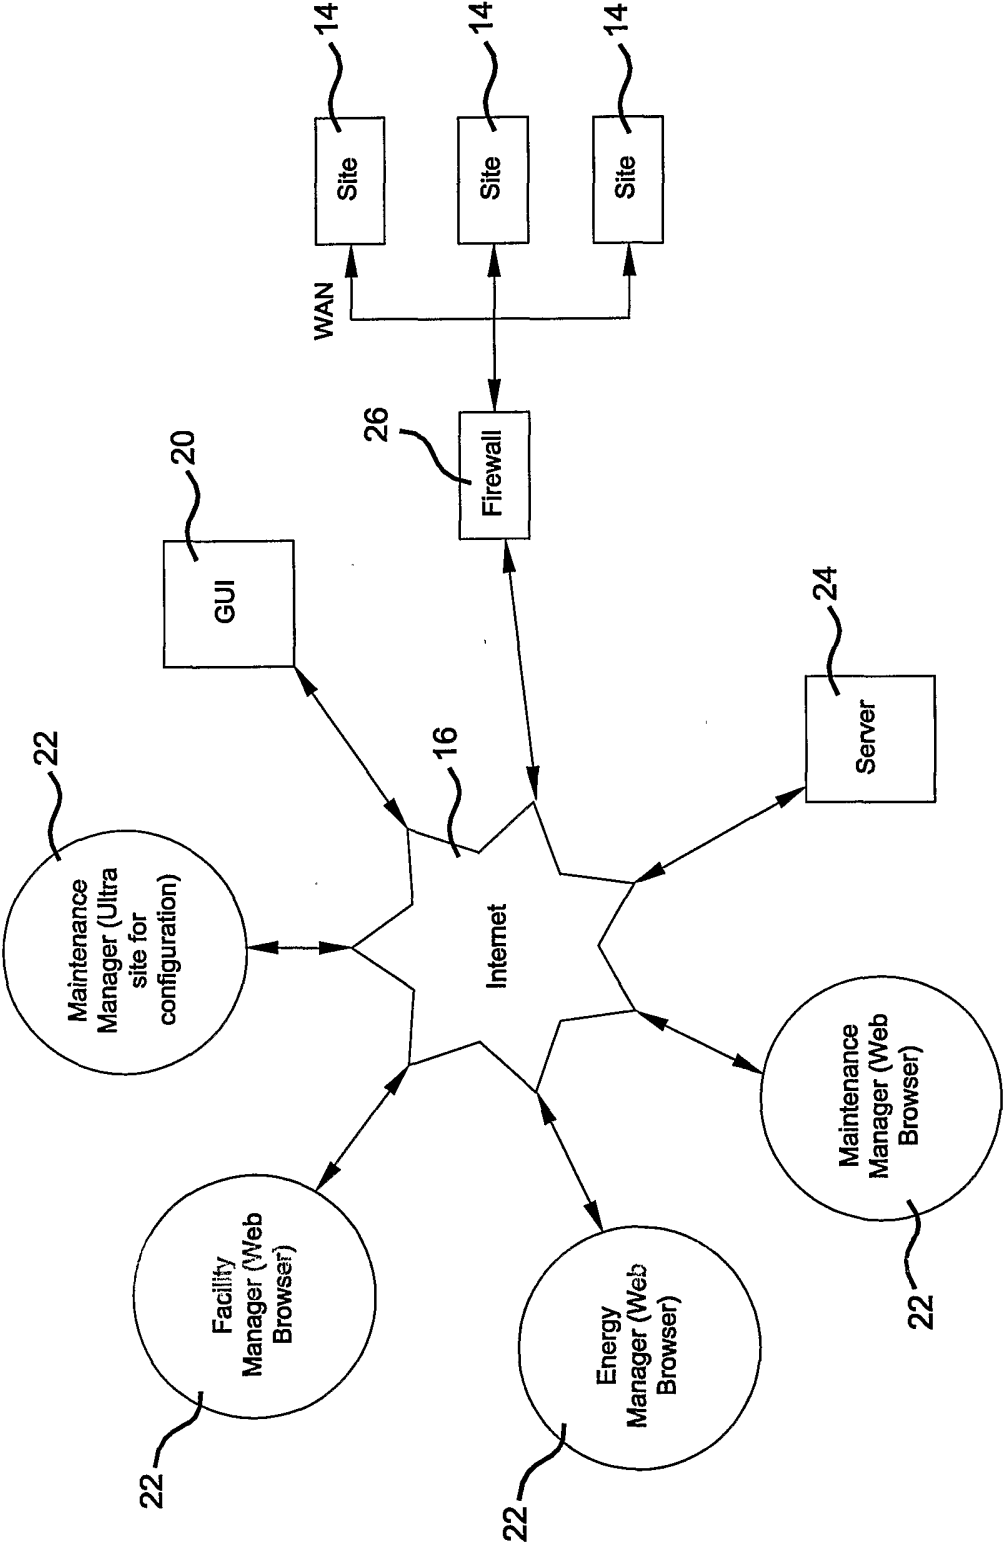 22
Maintenance
Manager (Ultra
site for
configuration)
20
GUI
22
Facility
Manager (Web
Browser)
16
Internet
26
Firewall
WAN
14
Site
14
Site
14
Site
22
Energy
Manager (Web
Browser)
22
Maintenance
Manager (Web
Browser)
24
Server